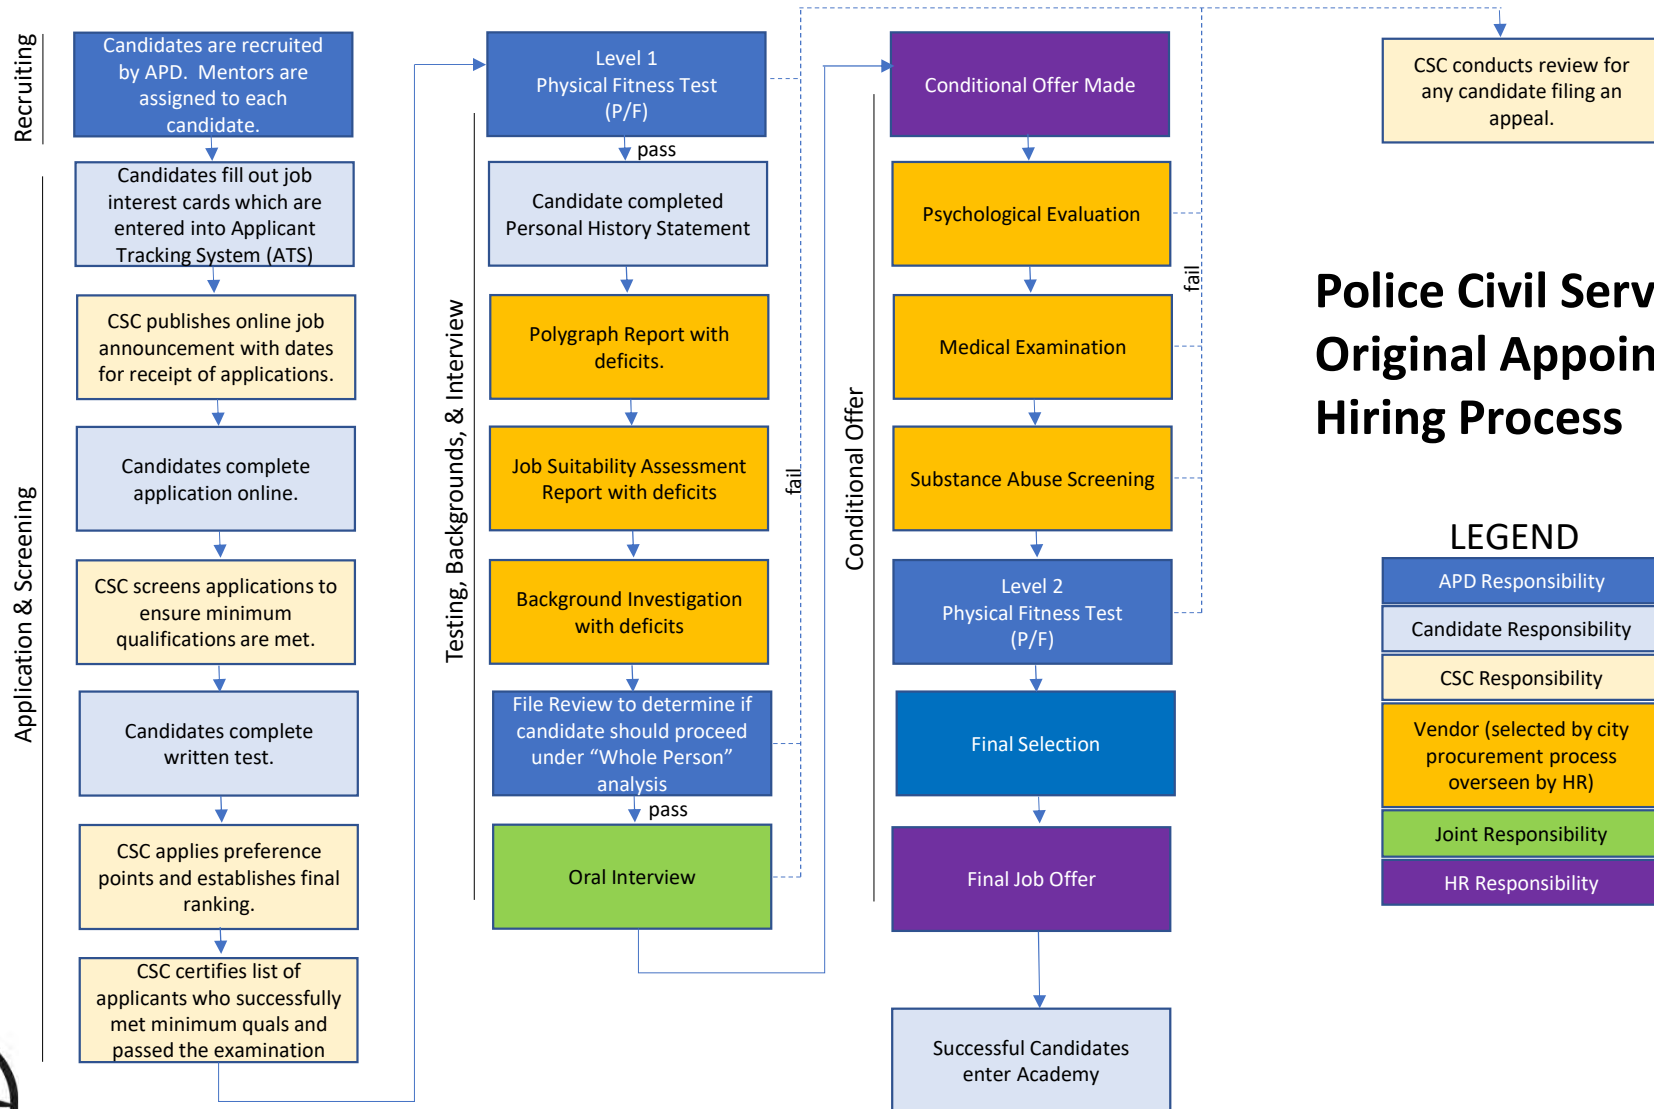 Recruiting
Candidates are recruited
by APD.  Mentors are
assigned to each
candidate.
Application & Screening
Candidates fill out job
interest cards which are
entered into Applicant
Tracking System (ATS)
CSC publishes online job
announcement with dates
for receipt of applications.
Candidates complete
application online.
CSC screens applications to
ensure minimum
qualifications are met.
Candidates complete
written test.
CSC applies preference
points and establishes final
ranking.
CSC certifies list of
applicants who successfully
met minimum quals and
passed the examination
Testing, Backgrounds, & Interview
Level 1
Physical Fitness Test
(P/F)
pass
Candidate completed
Personal History Statement
Polygraph Report with
deficits.
Job Suitability Assessment
Report with deficits
Background Investigation
with deficits
File Review to determine if
candidate should proceed
under “Whole Person”
analysis
pass
Oral Interview
fail
Conditional Offer
Conditional Offer Made
Psychological Evaluation
Medical Examination
Substance Abuse Screening
Level 2
Physical Fitness Test
(P/F)
Final Selection
Final Job Offer
Successful Candidates
enter Academy
fail
CSC conducts review for
any candidate filing an
appeal.
Police Civil Serv
Original Appoin
Hiring Process
LEGEND
APD Responsibility
Candidate Responsibility
CSC Responsibility
Vendor (selected by city
procurement process
overseen by HR)
Joint Responsibility
HR Responsibility